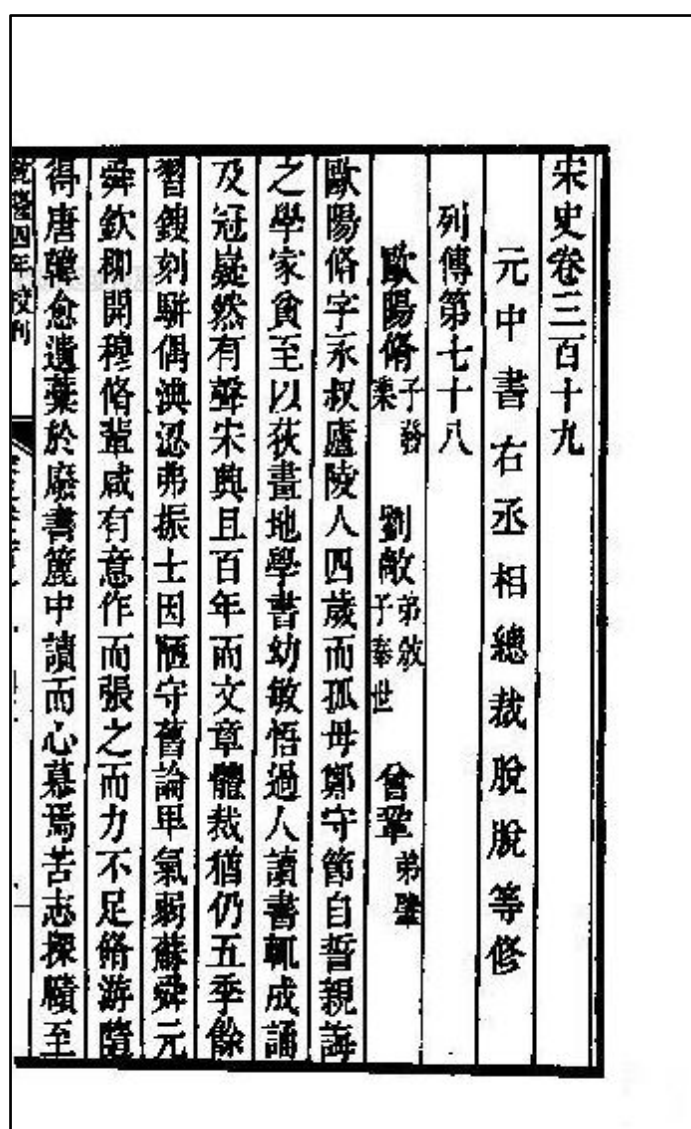 宋史卷三百十九
元中書右丞相總裁脫脫等修
列傳第七十八
歐陽脩子發棐 劉敞弟攽子奉世 曾鞏弟肇
歐陽脩字永叔廬陵人四歲而孤母鄭守節自誓親誨
之學家貧至以荻畫地學書幼敏悟過人讀書輒成誦
及冠嶷然有聲宋興且百年而文章體裁猶仍五季餘
習鎪刻駢偶淟涊弗振士因陋守舊論卑氣弱蘇舜元
舜欽柳開穆脩輩咸有意作而張之而力不足脩游隨
得唐韓愈遺藁於廢書簏中讀而心慕焉苦志探賾至
乾隆四年校刊